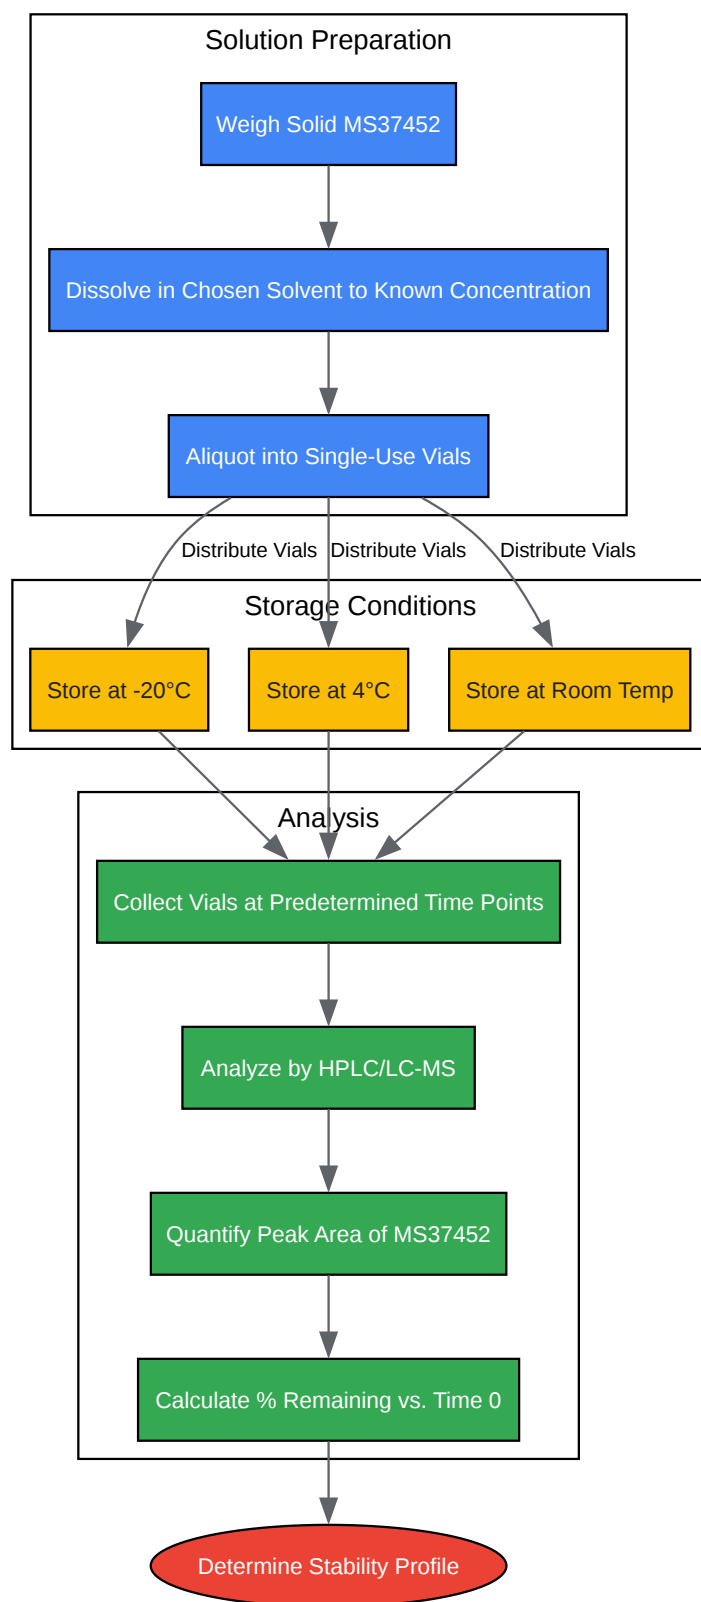 Solution Preparation
Weigh Solid MS37452
Dissolve in Chosen Solvent to Known Concentration
Aliquot into Single-Use Vials
Distribute Vials
Distribute Vials
Distribute Vials
Storage Conditions
Store at -20°C
Store at 4°C
Store at Room Temp
Analysis
Collect Vials at Predetermined Time Points
Analyze by HPLC/LC-MS
Quantify Peak Area of MS37452
Calculate % Remaining vs. Time 0
Determine Stability Profile